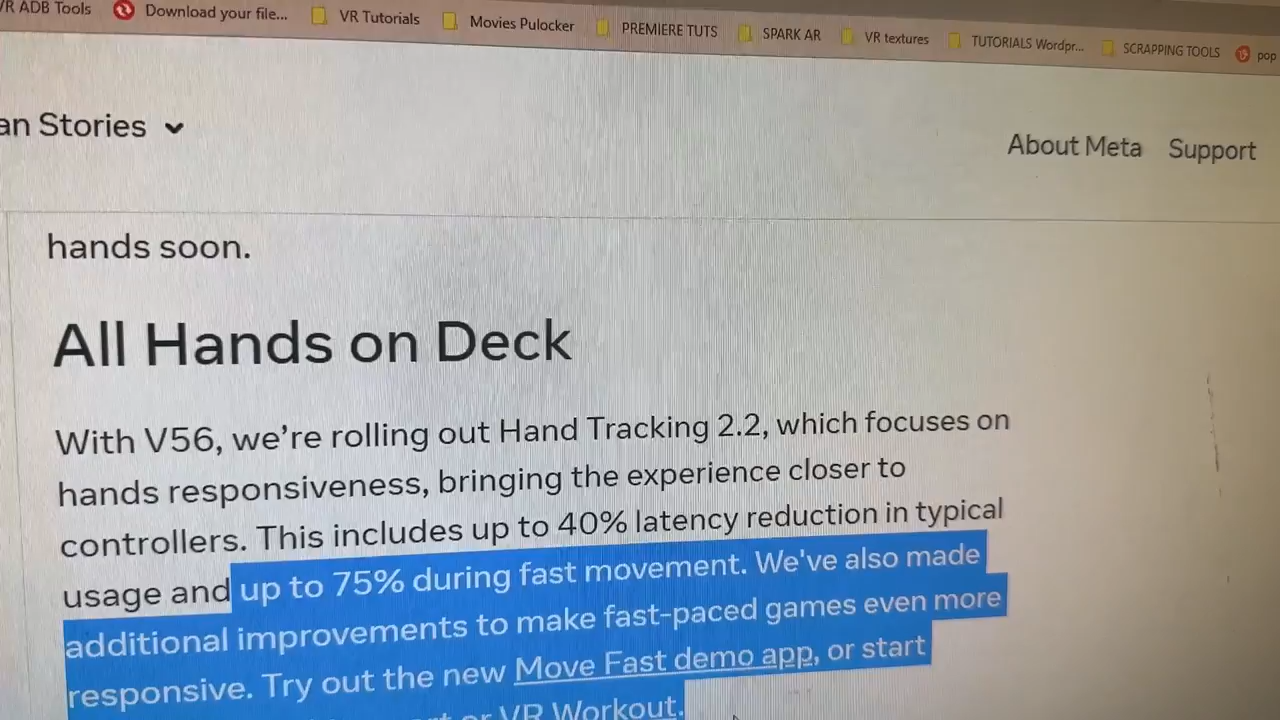 VR ADB Tools Download your file... VR Tutorials Movies Pulocker PREMIERE TUTS SPARK AR VR textures TUTORIALS Wordpr... SCRAPPING TOOLS pop
an Stories About Meta Support
hands soon.
All Hands on Deck
With V56, we’re rolling out Hand Tracking 2.2, which focuses on
hands responsiveness, bringing the experience closer to
controllers. This includes up to 40% latency reduction in typical
usage and up to 75% during fast movement. We've also made
additional improvements to make fast-paced games even more
responsive. Try out the new Move Fast demo app, or start
or VR Workout.